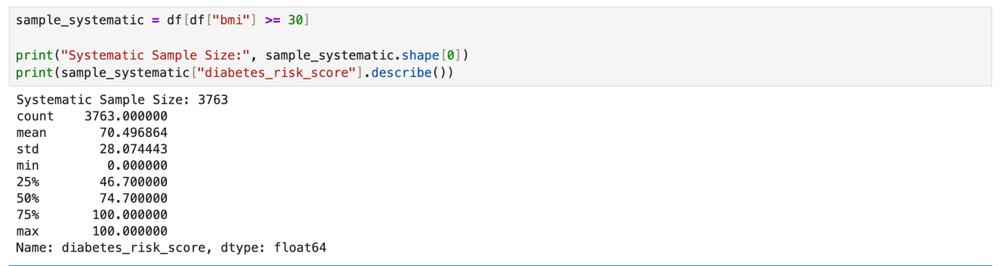 sample_systematic = df[df["bmi"] >= 30]
print("Systematic Sample Size:", sample_systematic.shape[0])
print(sample_systematic["diabetes_risk_score"].describe())
Systematic Sample Size: 3763
count    3763.000000
mean       70.496864
std        28.074443
min         0.000000
25%        46.700000
50%        74.700000
75%       100.000000
max       100.000000
Name: diabetes_risk_score, dtype: float64